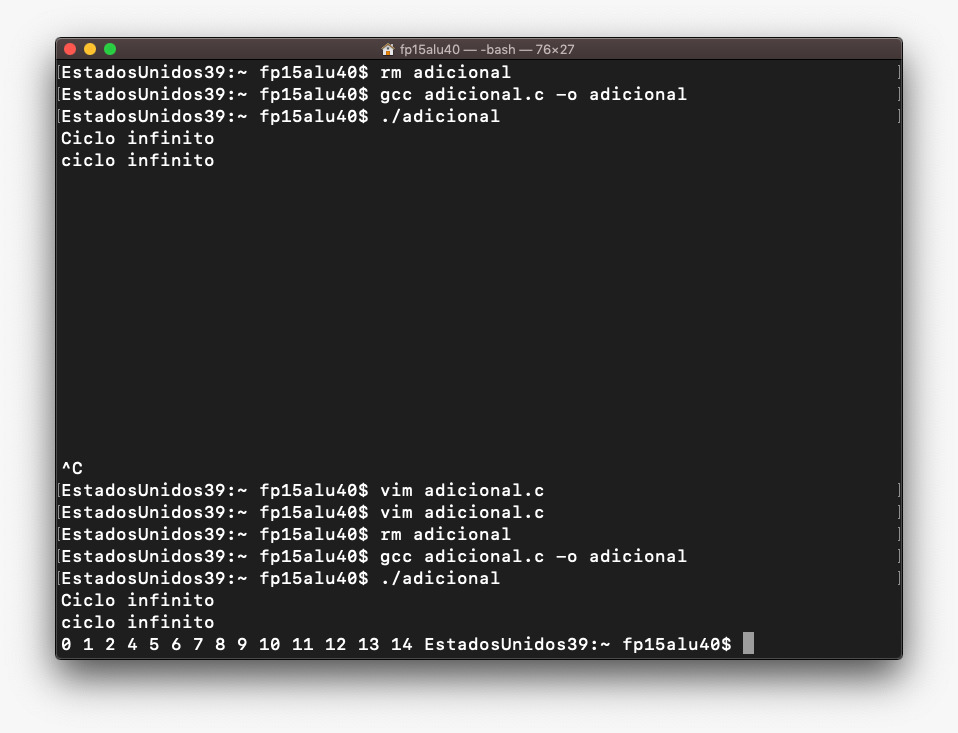 fp15alu40 — -bash — 76×27
[EstadosUnidos39:~ fp15alu40$ rm adicional ]
[EstadosUnidos39:~ fp15alu40$ gcc adicional.c -o adicional ]
[EstadosUnidos39:~ fp15alu40$ ./adicional ]
Ciclo infinito
ciclo infinito
^C
[EstadosUnidos39:~ fp15alu40$ vim adicional.c ]
[EstadosUnidos39:~ fp15alu40$ vim adicional.c ]
[EstadosUnidos39:~ fp15alu40$ rm adicional ]
[EstadosUnidos39:~ fp15alu40$ gcc adicional.c -o adicional ]
[EstadosUnidos39:~ fp15alu40$ ./adicional ]
Ciclo infinito
ciclo infinito
0 1 2 4 5 6 7 8 9 10 11 12 13 14 EstadosUnidos39:~ fp15alu40$